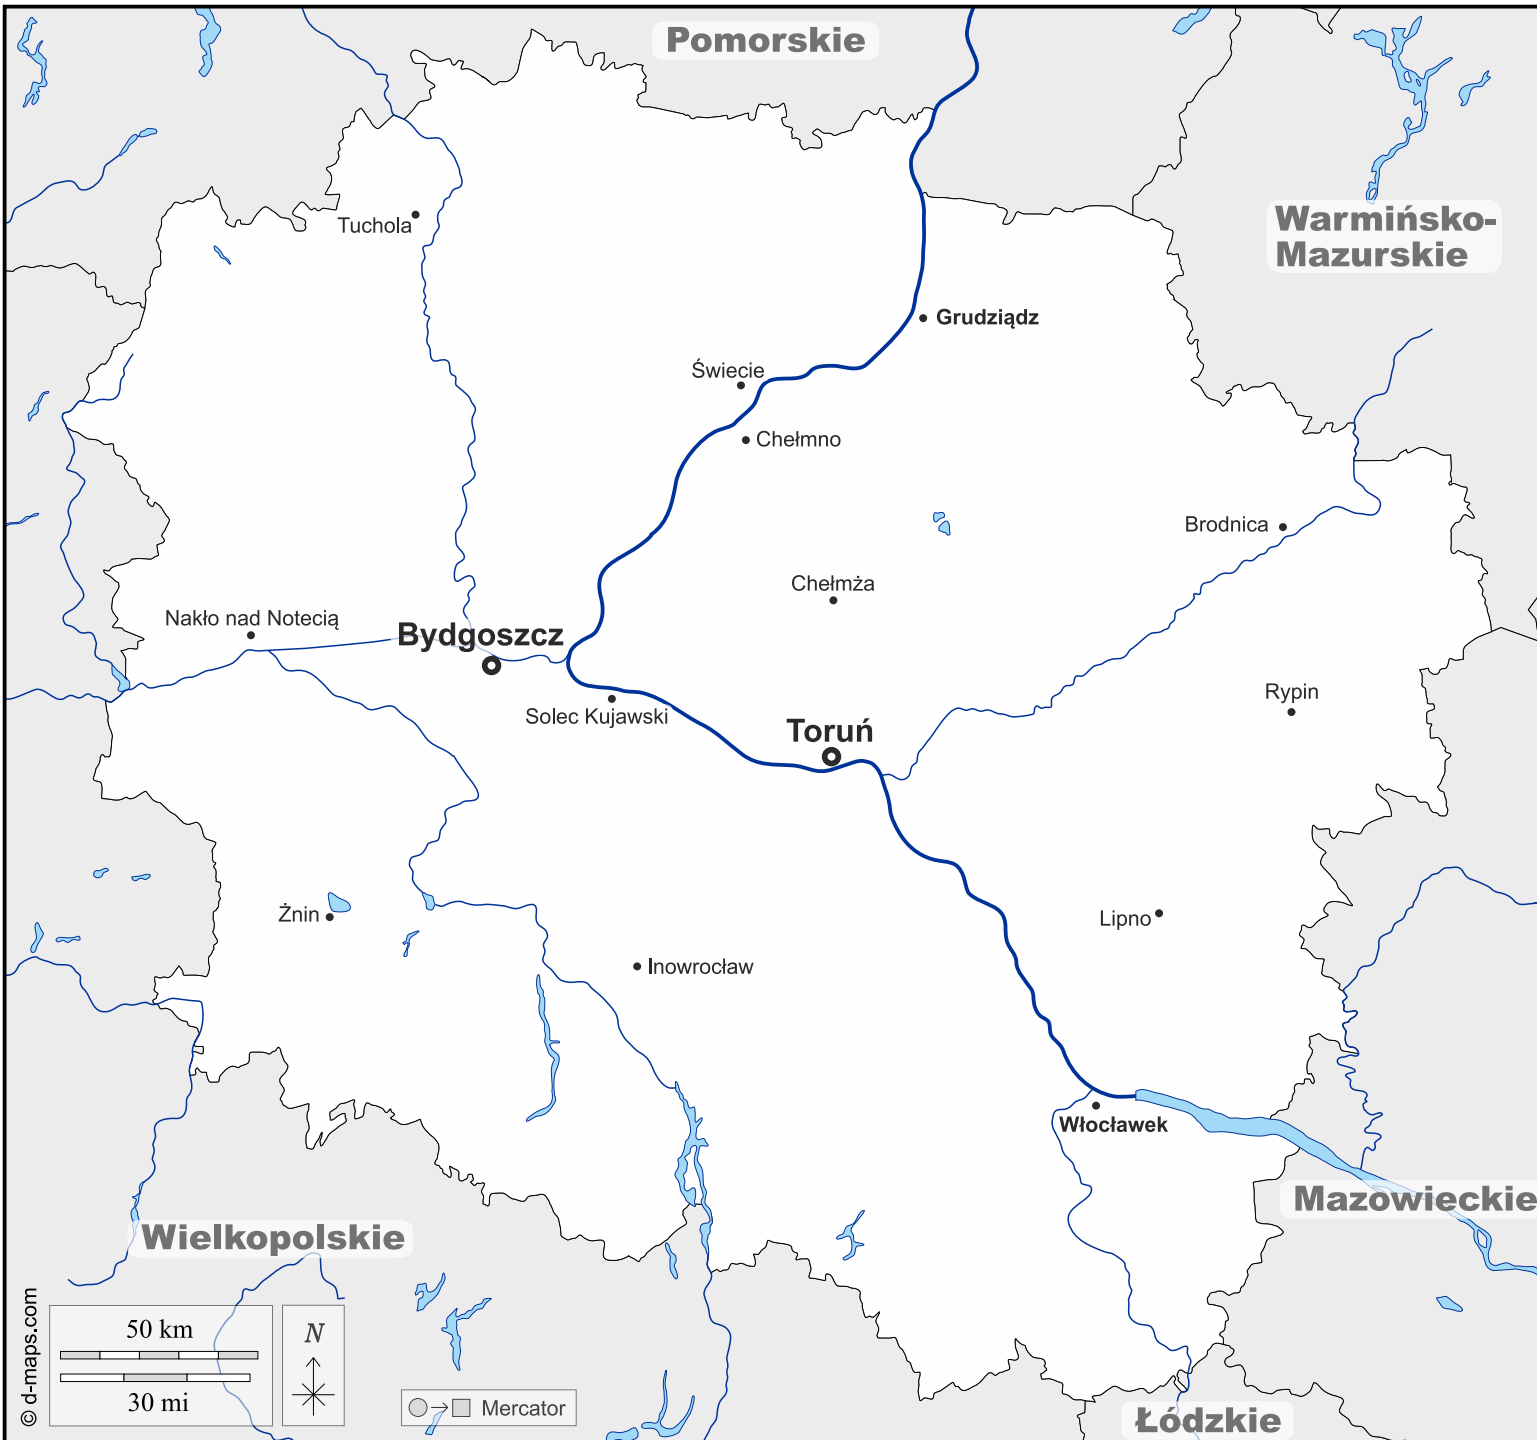 Pomorskie
Warmińsko-
Mazurskie
Tuchola
Grudziądz
Świecie
Chełmno
Brodnica
Chełmża
Nakło nad Notecią
Bydgoszcz
Rypin
Solec Kujawski
Toruń
Żnin
Lipno
Inowrocław
Włocławek
Mazowieckie
Wielkopolskie
© d-maps.com
50 km
30 mi
N
Mercator
Łódzkie